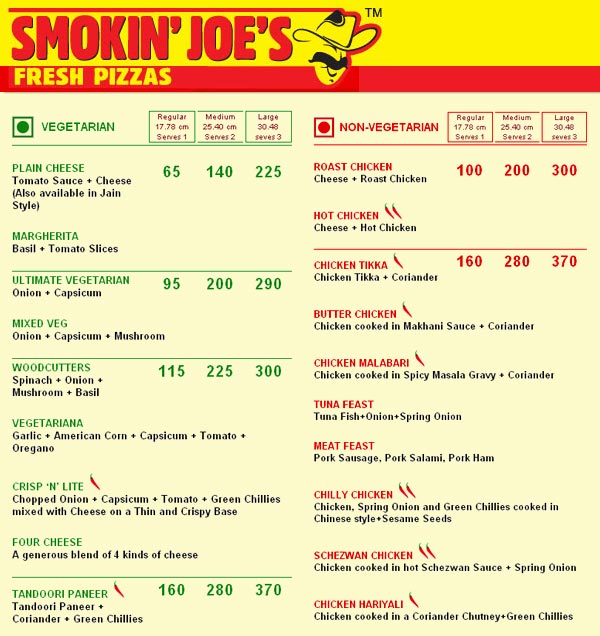 SMOKIN' JOE'S TM
FRESH PIZZAS
VEGETARIAN
Regular
17.78 cm
Serves 1
Medium
25.40 cm
Serves 2
Large
30.48
seves 3
PLAIN CHEESE 65 140 225
Tomato Sauce + Cheese
(Also available in Jain
Style)
MARGHERITA
Basil + Tomato Slices
ULTIMATE VEGETARIAN 95 200 290
Onion + Capsicum
MIXED VEG
Onion + Capsicum + Mushroom
WOODCUTTERS 115 225 300
Spinach + Onion +
Mushroom + Basil
VEGETARIANA
Garlic + American Corn + Capsicum + Tomato +
Oregano
CRISP 'N' LITE
Chopped Onion + Capsicum + Tomato + Green Chillies
mixed with Cheese on a Thin and Crispy Base
FOUR CHEESE
A generous blend of 4 kinds of cheese
TANDOORI PANEER 160 280 370
Tandoori Paneer +
Coriander + Green Chillies
NON-VEGETARIAN
Regular
17.78 cm
Serves 1
Medium
25.40 cm
Serves 2
Large
30.48
seves 3
ROAST CHICKEN 100 200 300
Cheese + Roast Chicken
HOT CHICKEN
Cheese + Hot Chicken
CHICKEN TIKKA 160 280 370
Chicken Tikka + Coriander
BUTTER CHICKEN
Chicken cooked in Makhani Sauce + Coriander
CHICKEN MALABARI
Chicken cooked in Spicy Masala Gravy + Coriander
TUNA FEAST
Tuna Fish+Onion+Spring Onion
MEAT FEAST
Pork Sausage, Pork Salami, Pork Ham
CHILLY CHICKEN
Chicken, Spring Onion and Green Chillies cooked in
Chinese style+Sesame Seeds
SCHEZWAN CHICKEN
Chicken cooked in hot Schezwan Sauce + Spring Onion
CHICKEN HARIYALI
Chicken cooked in a Coriander Chutney+Green Chillies